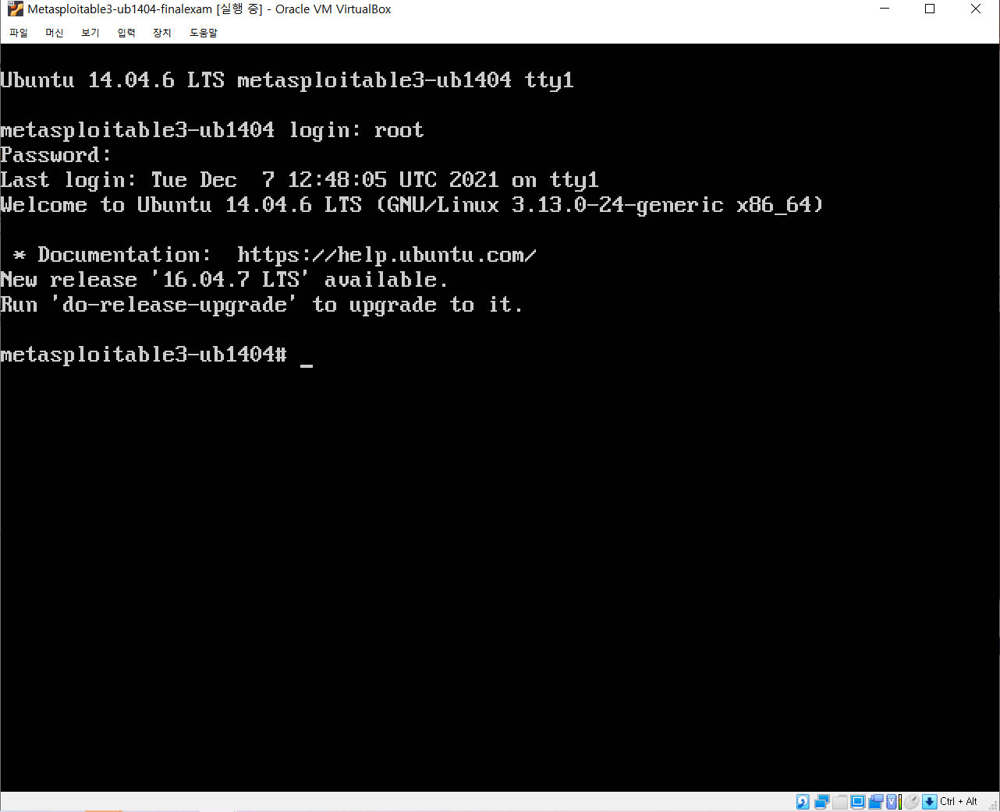 Metasploitable3-ub1404-finalexam [실행 중] - Oracle VM VirtualBox
파일 머신 보기 입력 장치 도움말
Ubuntu 14.04.6 LTS metasploitable3-ub1404 tty1
metasploitable3-ub1404 login: root
Password:
Last login: Tue Dec  7 12:48:05 UTC 2021 on tty1
Welcome to Ubuntu 14.04.6 LTS (GNU/Linux 3.13.0-24-generic x86_64)
 * Documentation:  https://help.ubuntu.com/
New release '16.04.7 LTS' available.
Run 'do-release-upgrade' to upgrade to it.
metasploitable3-ub1404# _
Ctrl + Alt